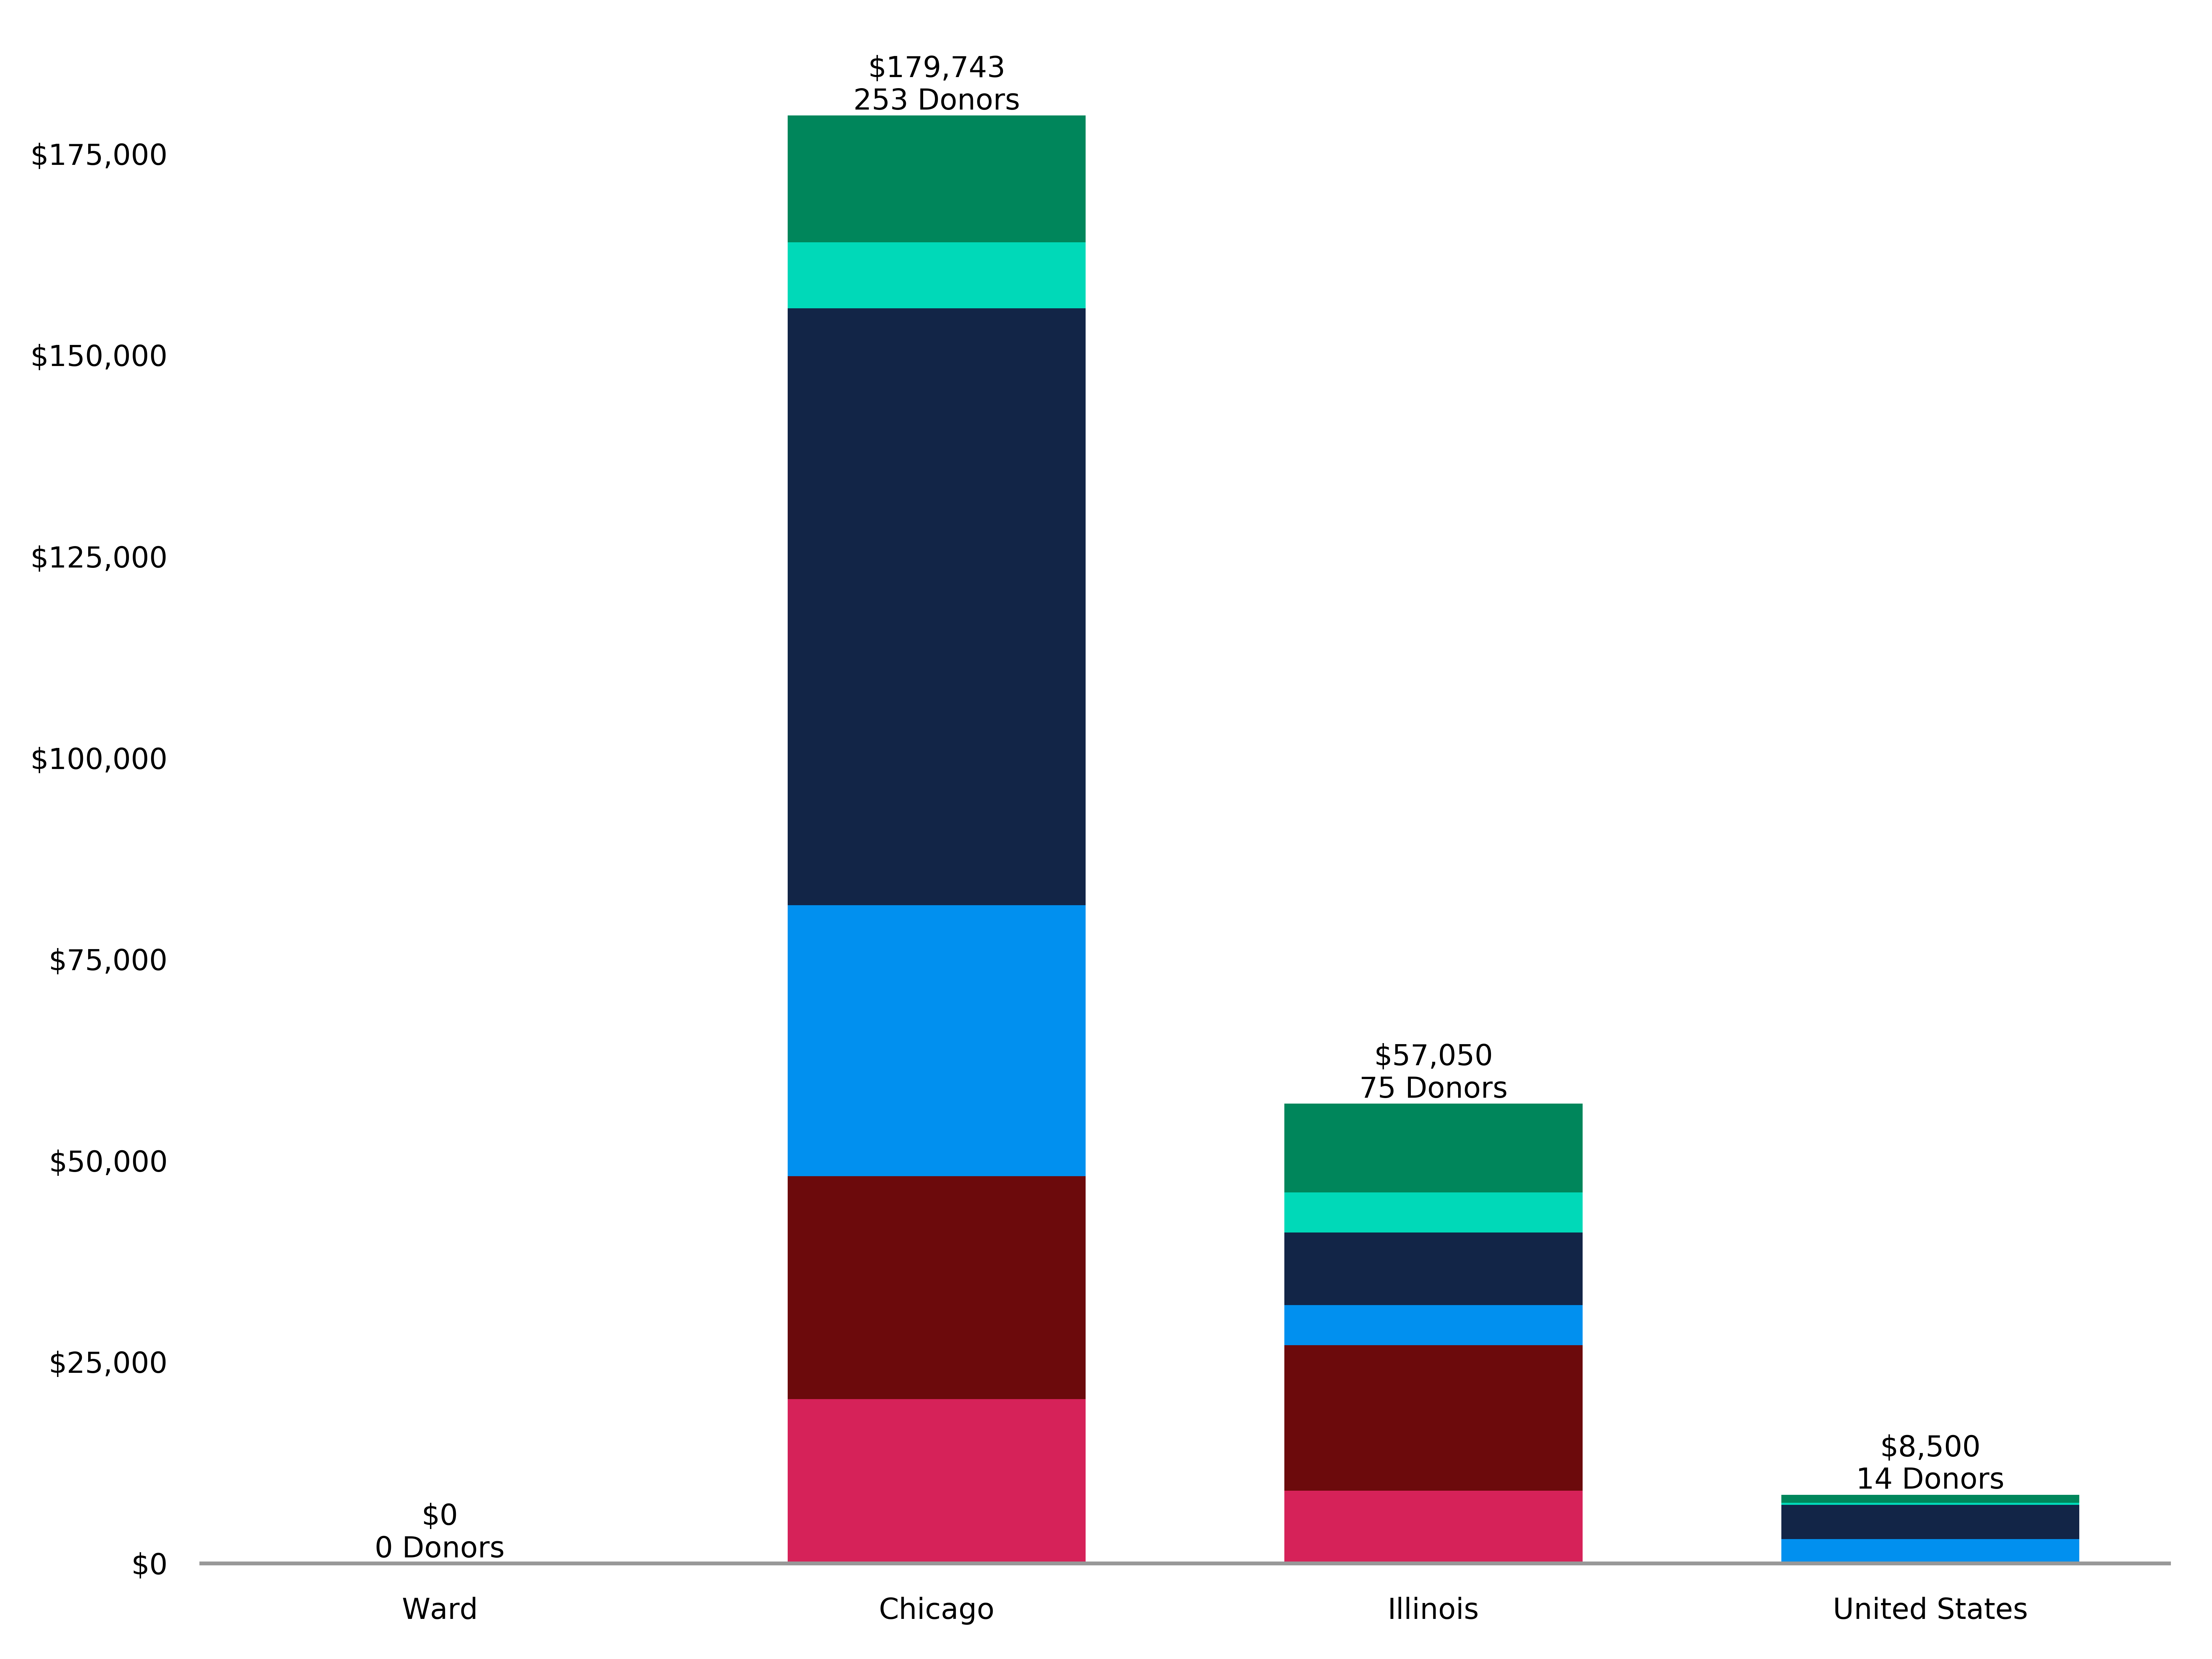 $179,743
253 Donors
$175,000
$150,000
$125,000
$100,000
$75,000
$57,050
75 Donors
$50,000
$25,000
$8,500
14 Donors
$0
0 Donors
$0
Ward
Chicago
Illinois
United States